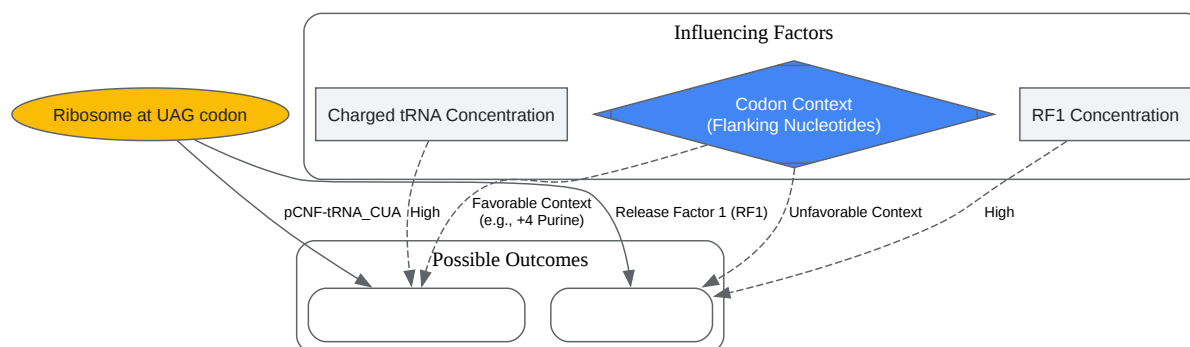 Influencing Factors
Ribosome at UAG codon
Charged tRNA Concentration
Codon Context
(Flanking Nucleotides)
RF1 Concentration
pCNF-tRNA_CUA
High
Favorable Context
(e.g., +4 Purine)
Release Factor 1 (RF1)
Unfavorable Context
High
Possible Outcomes